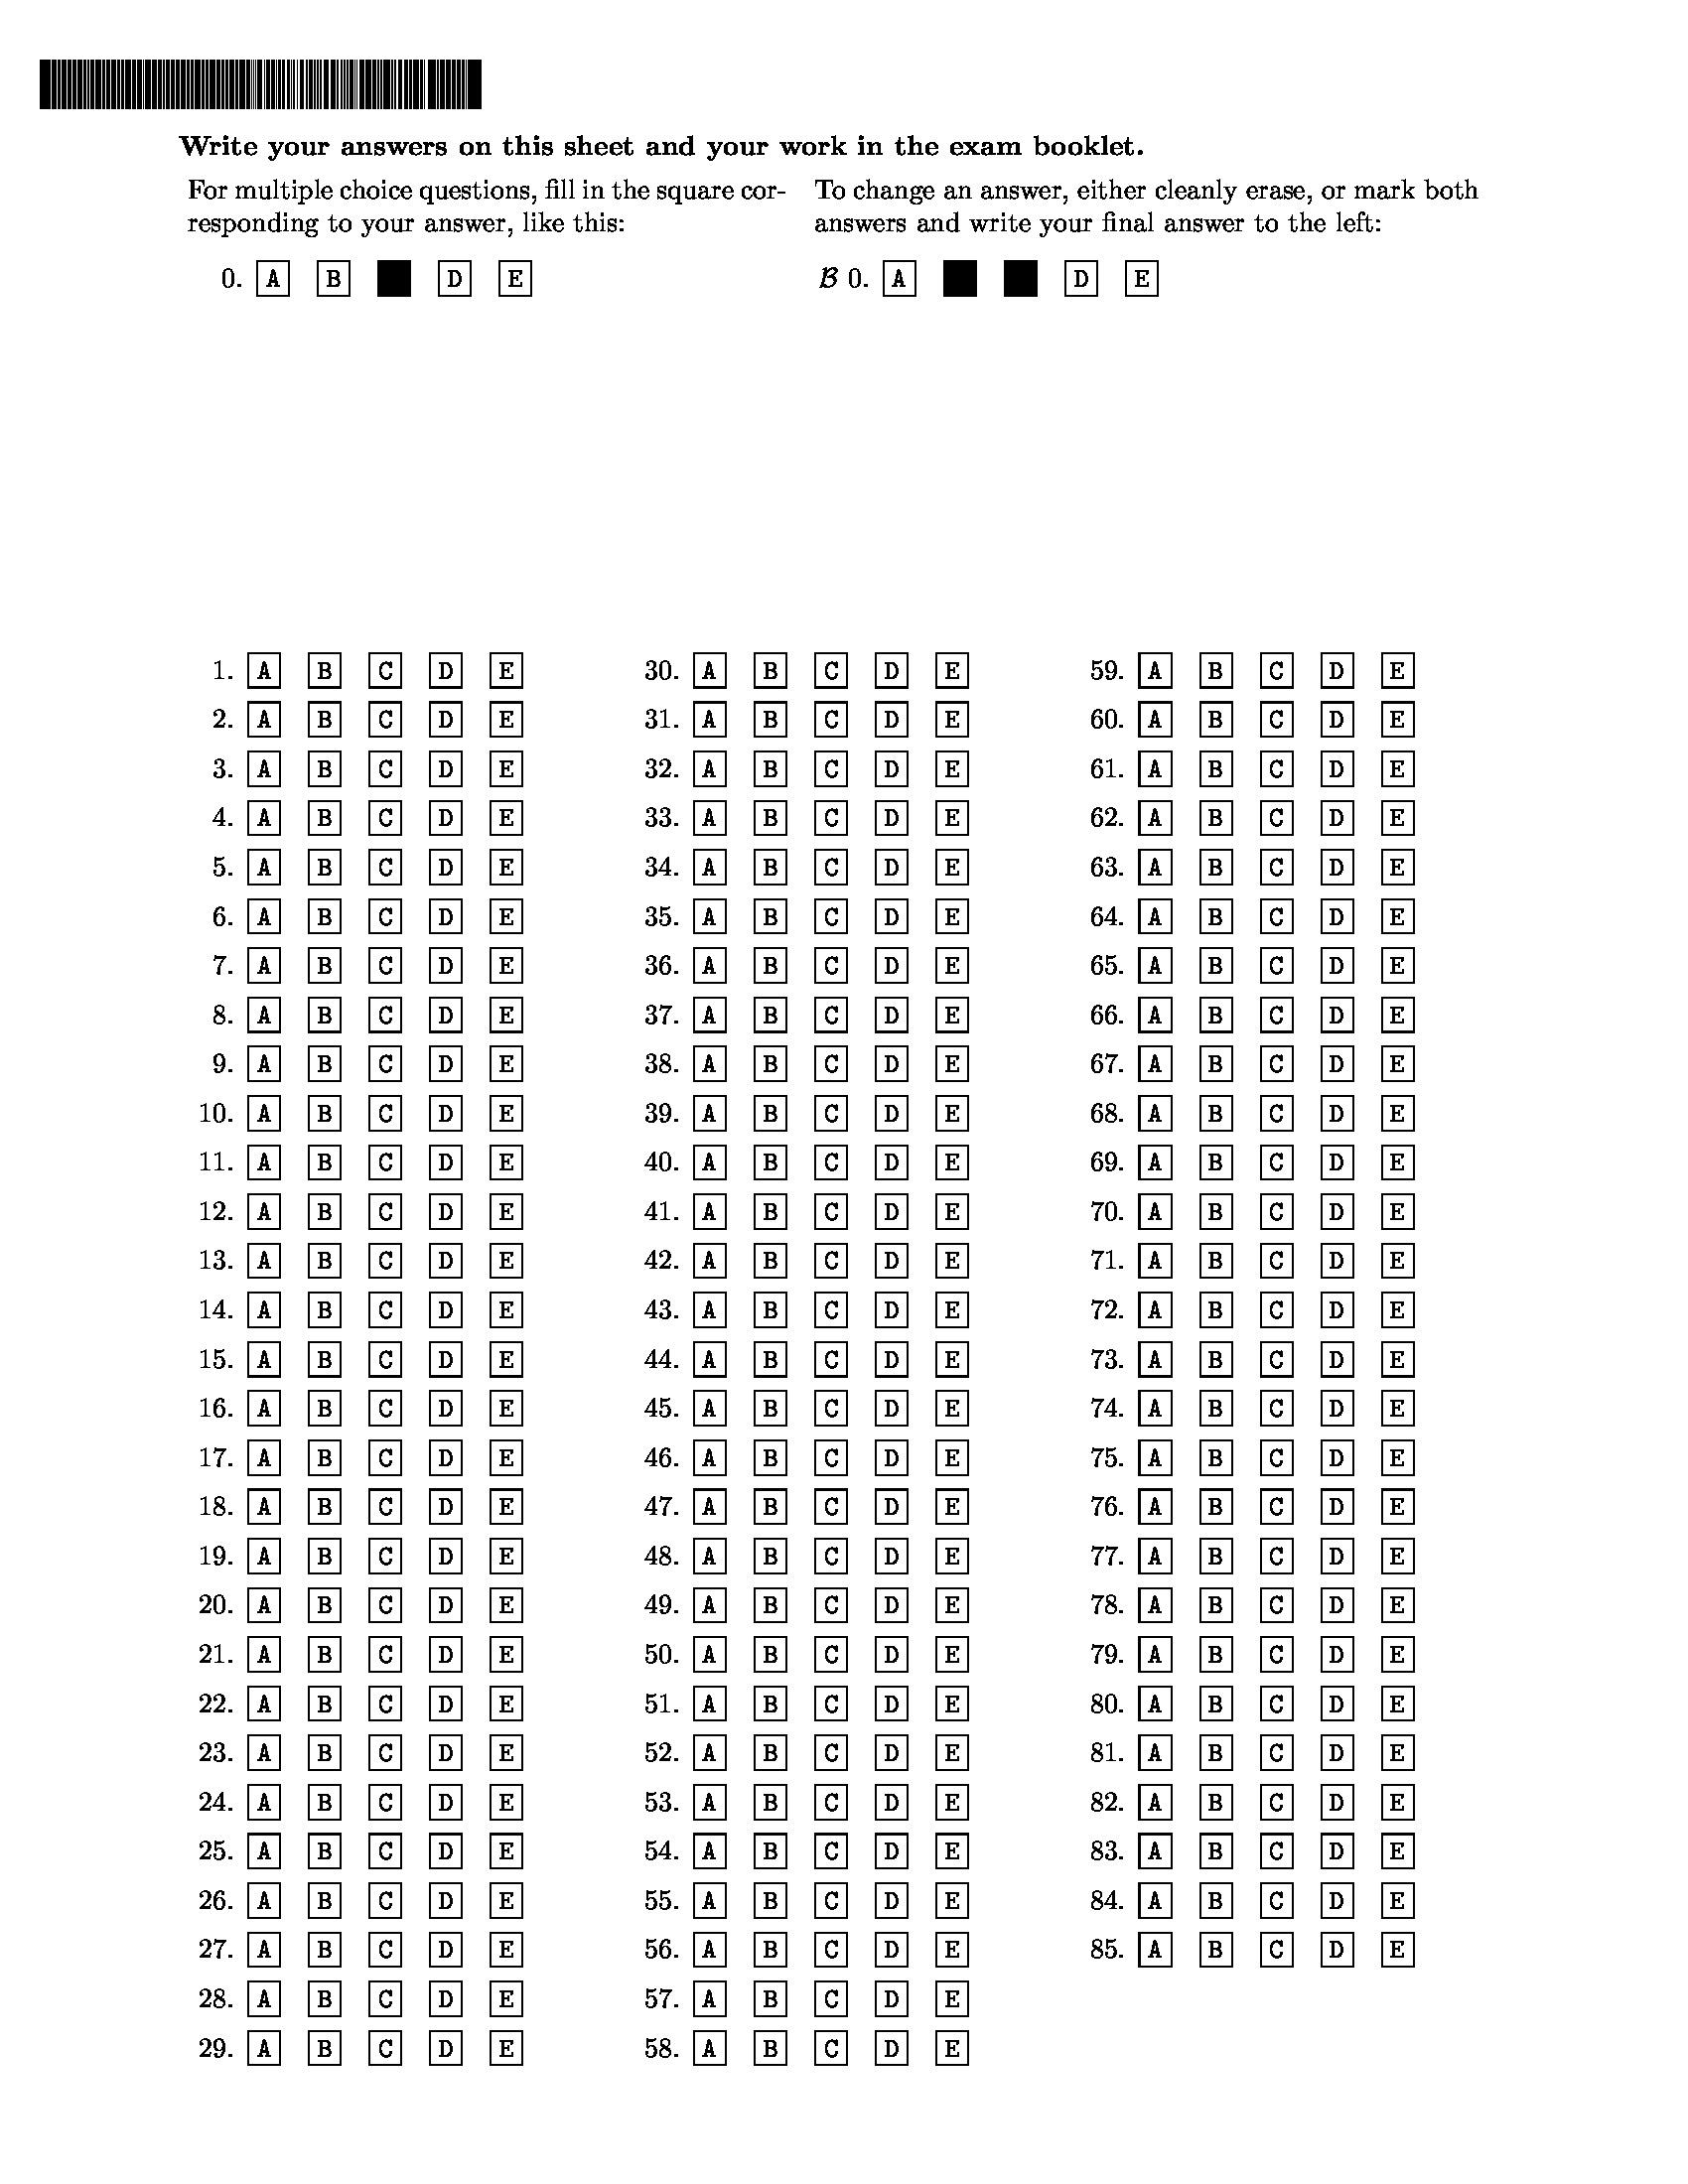 Write your answers on this sheet and your work in the exam booklet.
For multiple choice questions, fill in the square cor-
responding to your answer, like this:
0. A B D E
To change an answer, either cleanly erase, or mark both
answers and write your final answer to the left:
B 0. A D E
1. A B C D E
2. A B C D E
3. A B C D E
4. A B C D E
5. A B C D E
6. A B C D E
7. A B C D E
8. A B C D E
9. A B C D E
10. A B C D E
11. A B C D E
12. A B C D E
13. A B C D E
14. A B C D E
15. A B C D E
16. A B C D E
17. A B C D E
18. A B C D E
19. A B C D E
20. A B C D E
21. A B C D E
22. A B C D E
23. A B C D E
24. A B C D E
25. A B C D E
26. A B C D E
27. A B C D E
28. A B C D E
29. A B C D E
30. A B C D E
31. A B C D E
32. A B C D E
33. A B C D E
34. A B C D E
35. A B C D E
36. A B C D E
37. A B C D E
38. A B C D E
39. A B C D E
40. A B C D E
41. A B C D E
42. A B C D E
43. A B C D E
44. A B C D E
45. A B C D E
46. A B C D E
47. A B C D E
48. A B C D E
49. A B C D E
50. A B C D E
51. A B C D E
52. A B C D E
53. A B C D E
54. A B C D E
55. A B C D E
56. A B C D E
57. A B C D E
58. A B C D E
59. A B C D E
60. A B C D E
61. A B C D E
62. A B C D E
63. A B C D E
64. A B C D E
65. A B C D E
66. A B C D E
67. A B C D E
68. A B C D E
69. A B C D E
70. A B C D E
71. A B C D E
72. A B C D E
73. A B C D E
74. A B C D E
75. A B C D E
76. A B C D E
77. A B C D E
78. A B C D E
79. A B C D E
80. A B C D E
81. A B C D E
82. A B C D E
83. A B C D E
84. A B C D E
85. A B C D E